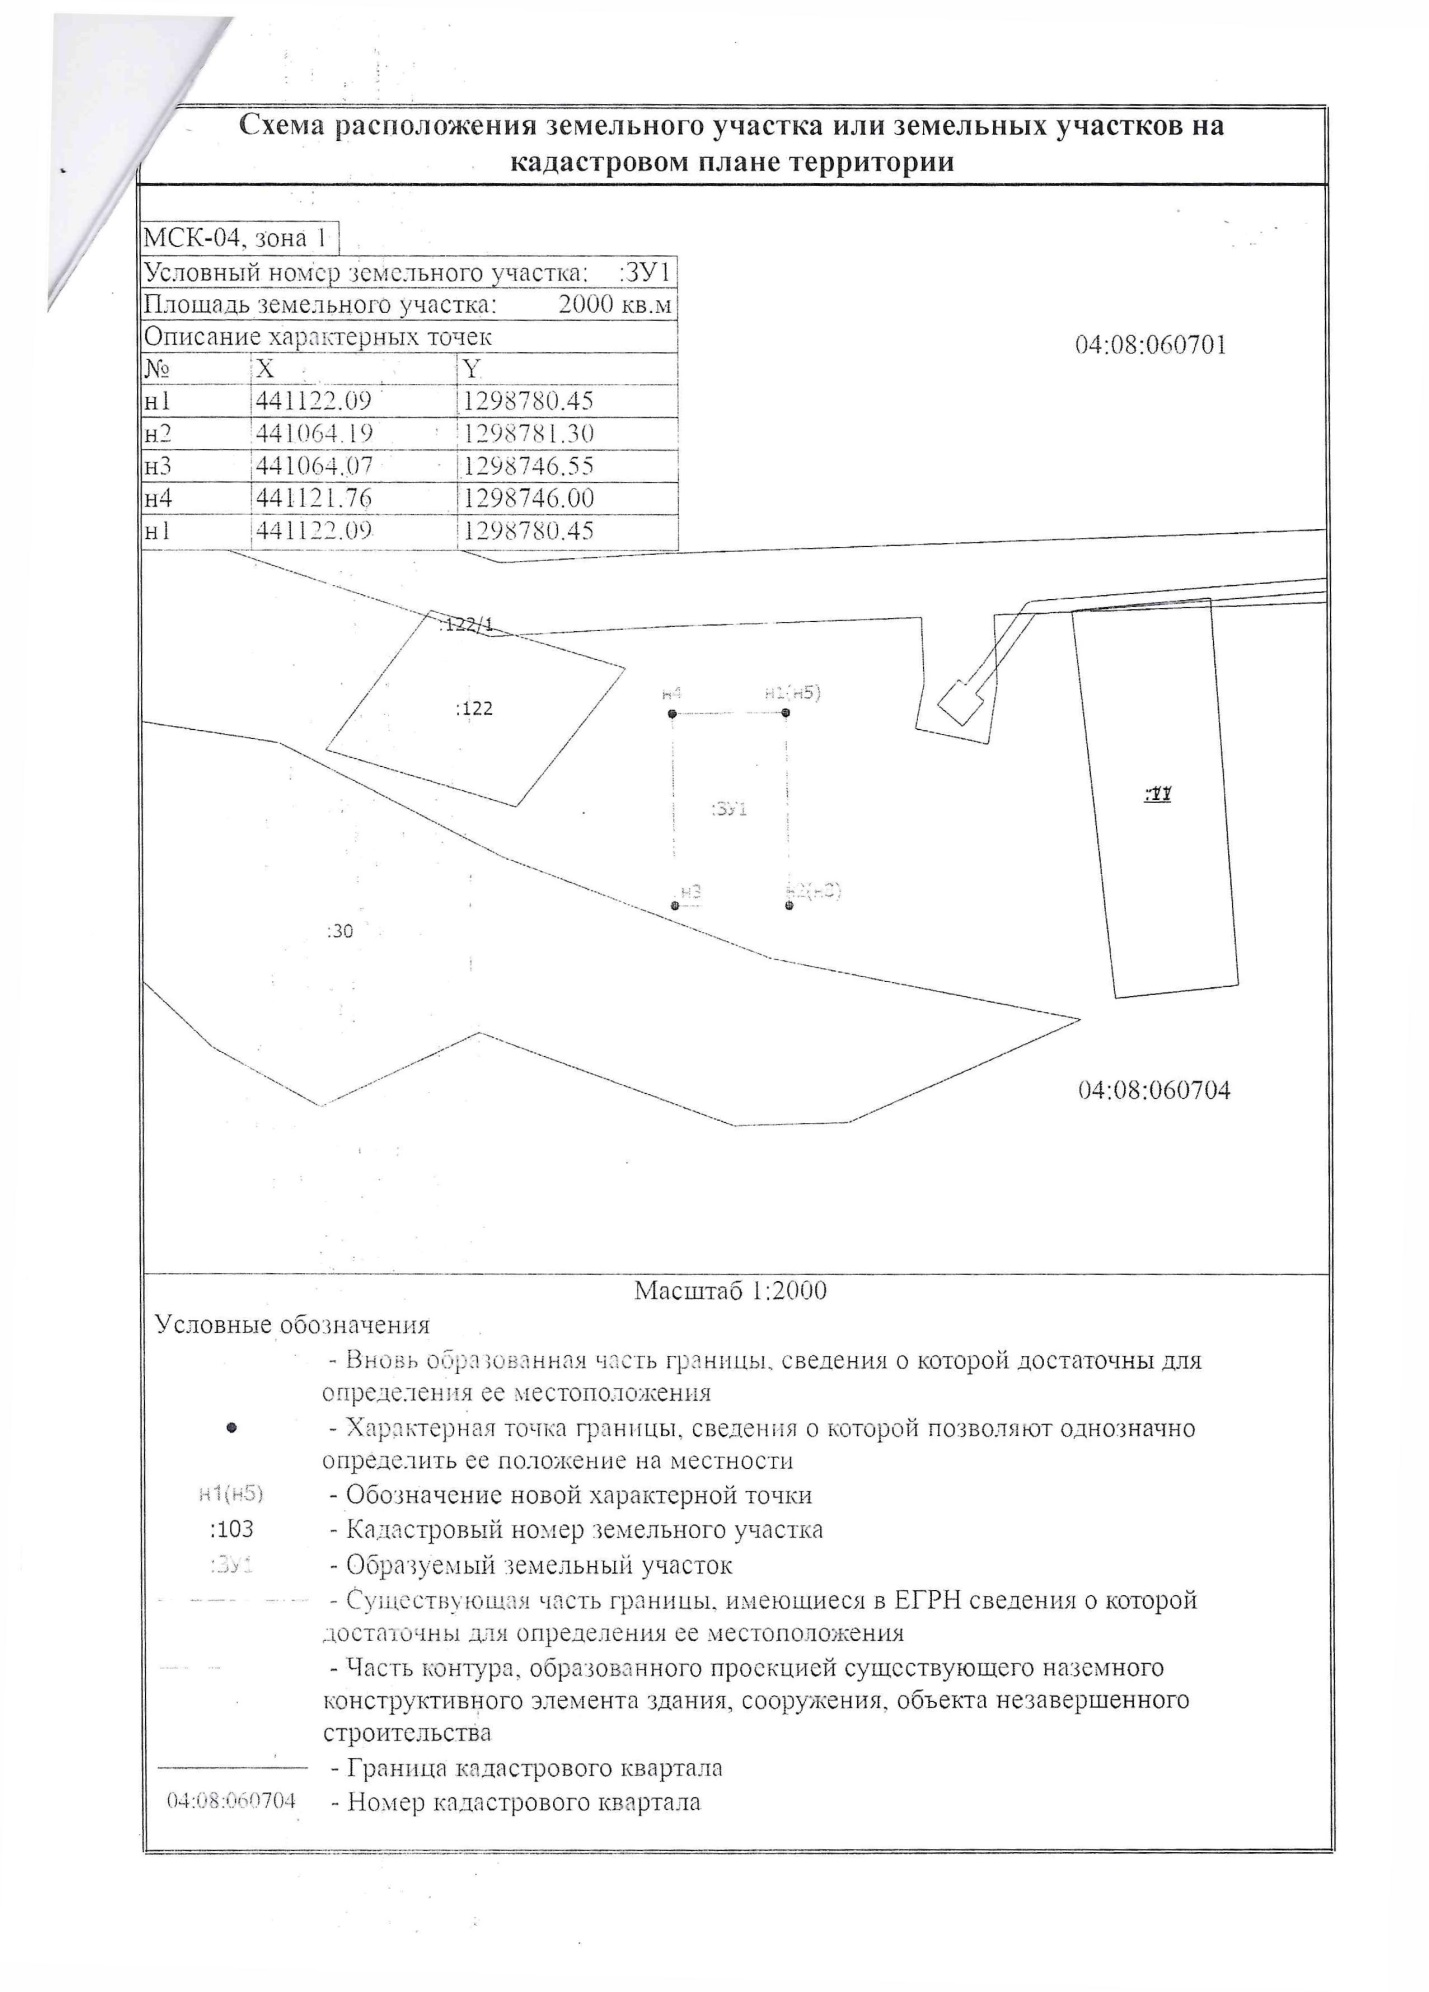 Схема расположения земельного участка или земельных участков на
кадастровом плане территории
МСК-04, зона 1
Условный номер земельного участка: :ЗУ1
Площадь земельного участка: 2000 кв.м
Описание характерных точек
№ X Y
н1 441122.09 1298780.45
н2 441064.19 1298781.30
н3 441064.07 1298746.55
н4 441121.76 1298746.00
н1 441122.09 1298780.45
04:08:060701
:122/1
:122
н4 н1(н5)
:ЗУ1
:11
н3
:30
04:08:060704
Масштаб 1:2000
Условные обозначения
- Вновь образованная часть границы, сведения о которой достаточны для
определения ее местоположения
- Характерная точка границы, сведения о которой позволяют однозначно
определить ее положение на местности
н1(н5) - Обозначение новой характерной точки
:103 - Кадастровый номер земельного участка
:ЗУ1 - Образуемый земельный участок
- Существующая часть границы, имеющиеся в ЕГРН сведения о которой
достаточны для определения ее местоположения
- Часть контура, образованного проекцией существующего наземного
конструктивного элемента здания, сооружения, объекта незавершенного
строительства
- Граница кадастрового квартала
04:08:060704 - Номер кадастрового квартала